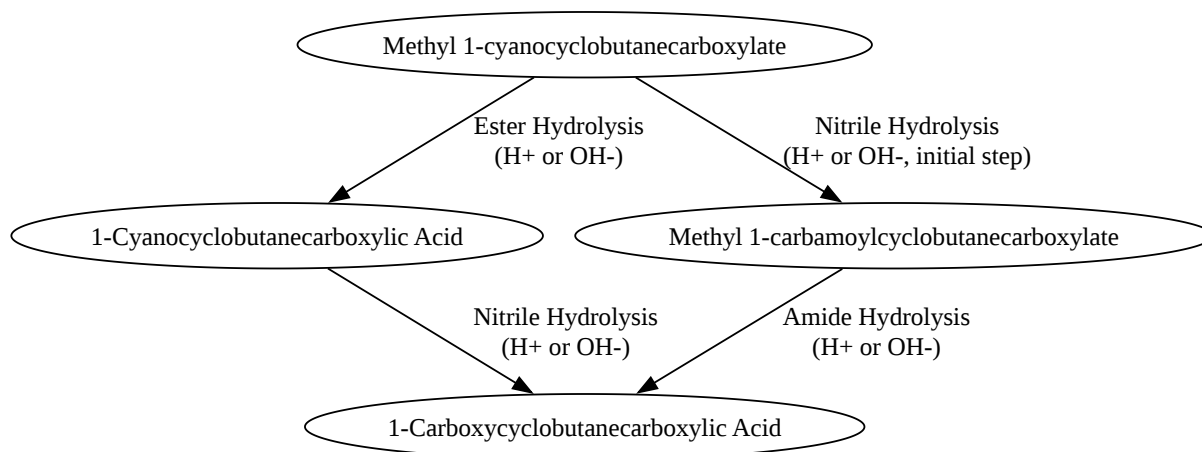 Methyl 1-cyanocyclobutanecarboxylate
Ester Hydrolysis
(H+ or OH-)
Nitrile Hydrolysis
(H+ or OH-, initial step)
1-Cyanocyclobutanecarboxylic Acid
Methyl 1-carbamoylcyclobutanecarboxylate
Nitrile Hydrolysis
(H+ or OH-)
Amide Hydrolysis
(H+ or OH-)
1-Carboxycyclobutanecarboxylic Acid